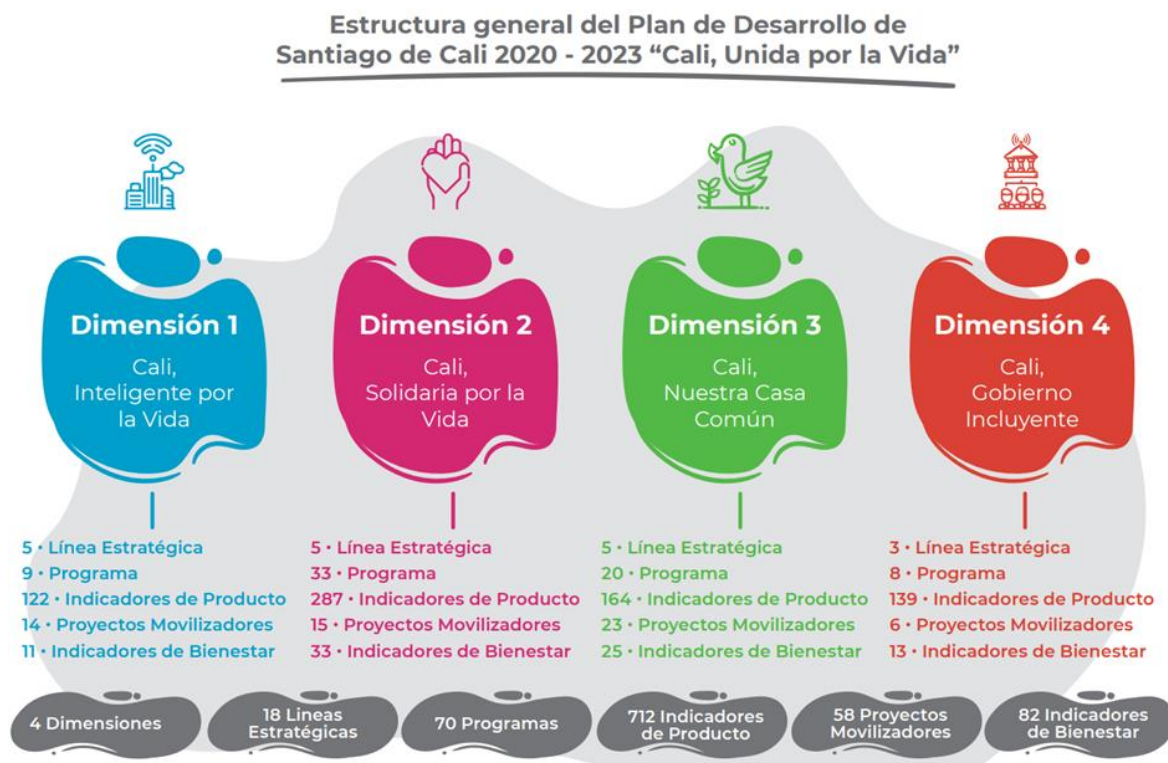 Estructura general del Plan de Desarrollo de
Santiago de Cali 2020 - 2023 “Cali, Unida por la Vida”
Dimensión 1
Cali,
Inteligente por
la Vida
5 • Línea Estratégica
9 • Programa
122 • Indicadores de Producto
14 • Proyectos Movilizadores
11 • Indicadores de Bienestar
Dimensión 2
Cali,
Solidaria por la
Vida
5 • Línea Estratégica
33 • Programa
287 • Indicadores de Producto
15 • Proyectos Movilizadores
33 • Indicadores de Bienestar
Dimensión 3
Cali,
Nuestra Casa
Común
5 • Línea Estratégica
20 • Programa
164 • Indicadores de Producto
23 • Proyectos Movilizadores
25 • Indicadores de Bienestar
Dimensión 4
Cali,
Gobierno
Incluyente
3 • Línea Estratégica
8 • Programa
139 • Indicadores de Producto
6 • Proyectos Movilizadores
13 • Indicadores de Bienestar
4 Dimensiones
18 Lineas
Estratégicas
70 Programas
712 Indicadores
de Producto
58 Proyectos
Movilizadores
82 Indicadores
de Bienestar